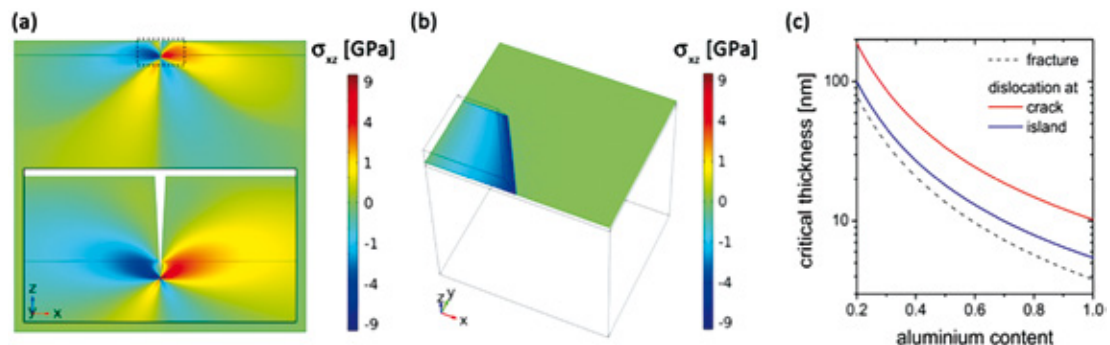 (a)
σxz [GPa]
9
4
1
0
-1
-4
-9
z
y
x
(b)
σxz [GPa]
9
4
1
0
-1
-4
-9
z
y
x
(c)
critical thickness [nm]
100
10
fracture
dislocation at
crack
island
0.2 0.4 0.6 0.8 1.0
aluminium content